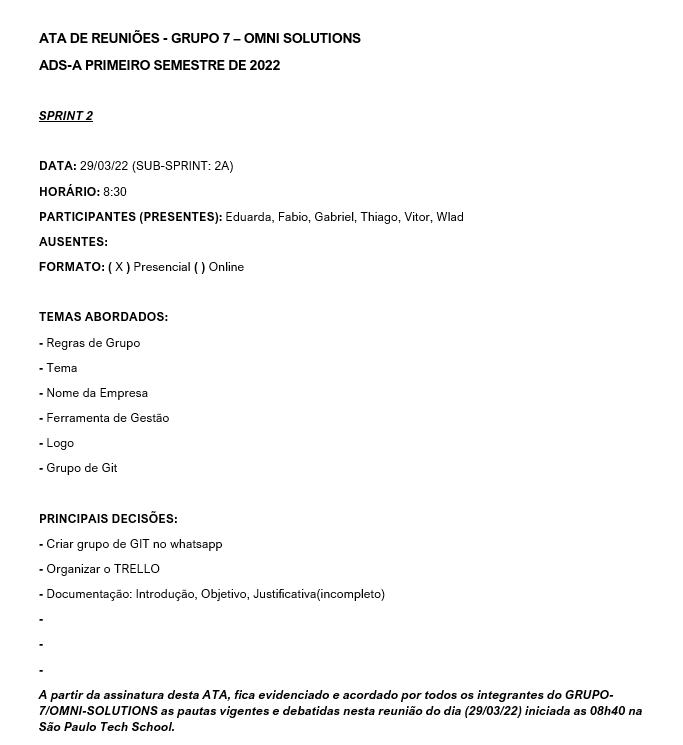 ATA DE REUNIÕES - GRUPO 7 – OMNI SOLUTIONS
ADS-A PRIMEIRO SEMESTRE DE 2022
SPRINT 2
DATA: 29/03/22 (SUB-SPRINT: 2A)
HORÁRIO: 8:30
PARTICIPANTES (PRESENTES): Eduarda, Fabio, Gabriel, Thiago, Vitor, Wlad
AUSENTES:
FORMATO: ( X ) Presencial ( ) Online
TEMAS ABORDADOS:
- Regras de Grupo
- Tema
- Nome da Empresa
- Ferramenta de Gestão
- Logo
- Grupo de Git
PRINCIPAIS DECISÕES:
- Criar grupo de GIT no whatsapp
- Organizar o TRELLO
- Documentação: Introdução, Objetivo, Justificativa(incompleto)
-
-
-
A partir da assinatura desta ATA, fica evidenciado e acordado por todos os integrantes do GRUPO-
7/OMNI-SOLUTIONS as pautas vigentes e debatidas nesta reunião do dia (29/03/22) iniciada as 08h40 na
São Paulo Tech School.